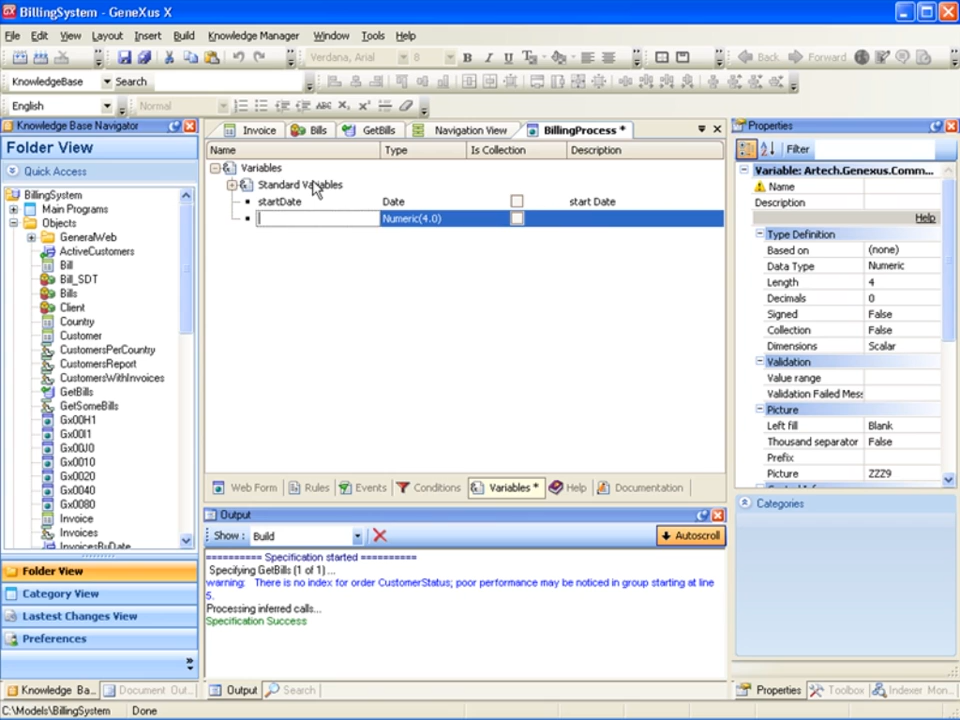 BillingSystem - GeneXus X
File Edit View Layout Insert Build Knowledge Manager Window Tools Help
Verdana, Arial 8 Back Forward
KnowledgeBase Search
English Normal
Knowledge Base Navigator
Folder View
Quick Access
BillingSystem
Main Programs
Objects
GeneralWeb
ActiveCustomers
Bill
Bill_SDT
Bills
Client
Country
Customer
CustomersPerCountry
CustomersReport
CustomersWithInvoices
GetBills
GetSomeBills
Gx00H1
Gx00I1
Gx00J0
Gx0010
Gx0020
Gx0040
Gx0080
Invoice
Invoices
InvoicesByDate
Folder View
Category View
Lastest Changes View
Preferences
Knowledge Ba... Document Out...
Invoice Bills GetBills Navigation View BillingProcess *
Name Type Is Collection Description
Variables
Standard Variables
startDate Date start Date
Numeric(4.0)
Web Form Rules Events Conditions Variables * Help Documentation
Output
Show: Build Autoscroll
========== Specification started ==========
Specifying GetBills (1 of 1) ...
warning: There is no index for order CustomerStatus; poor performance may be noticed in group starting at line
5.
Processing inferred calls...
Specification Success
Output Search
Properties
Filter
Variable: Artech.Genexus.Comm...
Name
Description
Help
Type Definition
Based on (none)
Data Type Numeric
Length 4
Decimals 0
Signed False
Collection False
Dimensions Scalar
Validation
Value range
Validation Failed Mess
Picture
Left fill Blank
Thousand separator False
Prefix
Picture ZZZ9
Categories
Properties Toolbox Indexer Mon...
C:\Models\BillingSystem Done